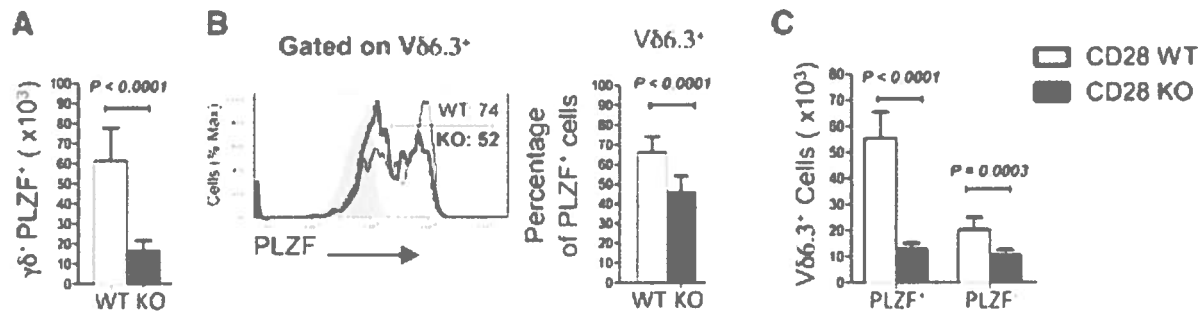 A
P < 0.0001
γδ⁺ PLZF⁺ ( x10³)
100
90
80
70
60
50
40
30
20
10
0
WT KO
B
Gated on Vδ6.3⁺
Cells (% Max)
WT: 74
KO: 52
PLZF
Vδ6.3⁺
P < 0.0001
Percentage
of PLZF⁺ cells
100
90
80
70
60
50
40
30
20
10
0
WT KO
C
CD28 WT
CD28 KO
P < 0.0001
P = 0.0003
Vδ6.3⁺ Cells ( x10³)
80
70
60
50
40
30
20
10
0
PLZF⁺
PLZF